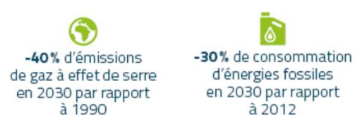 -40% d'émissions
de gaz à effet de serre
en 2030 par rapport
à 1990
-30% de consommation
d'énergies fossiles
en 2030 par rapport
à 2012